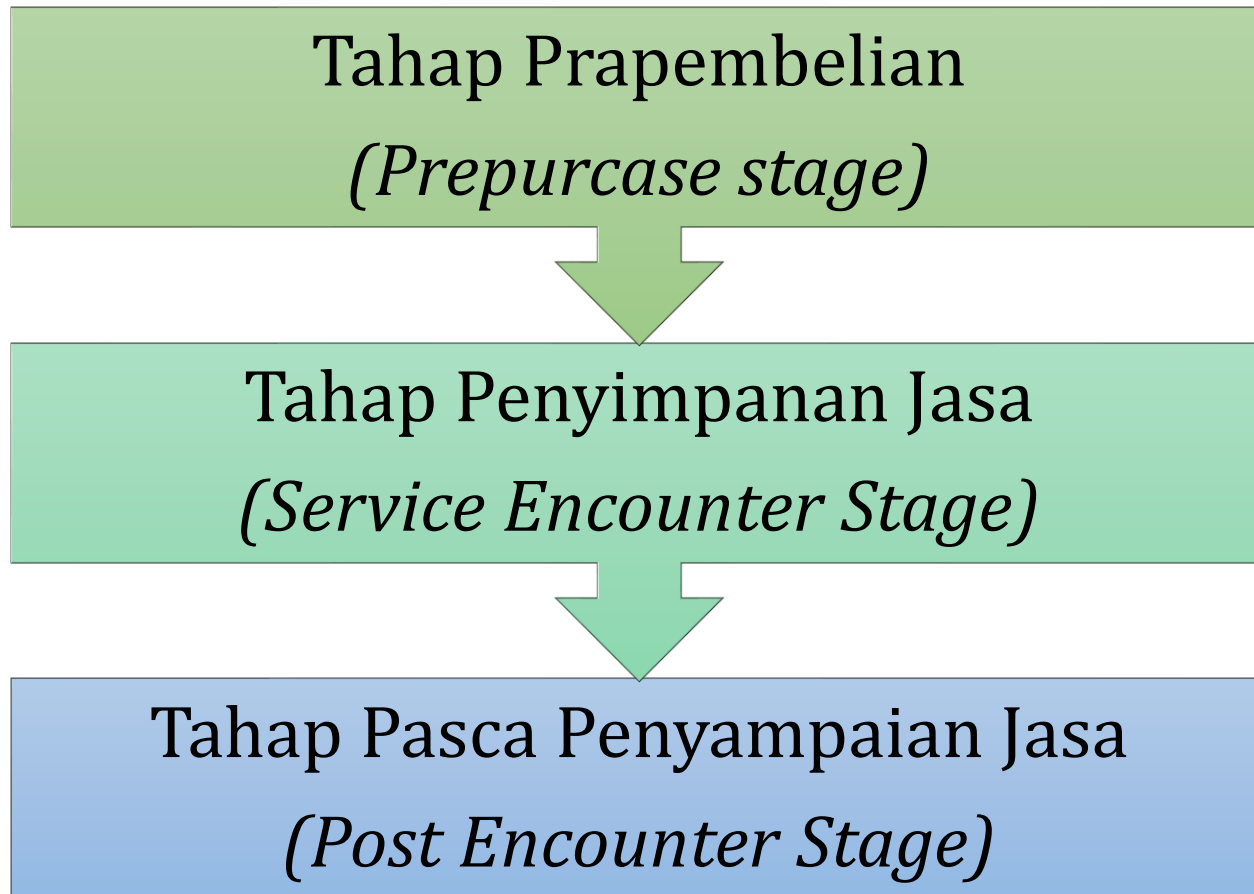 Tahap Prapembelian
(Prepurcase stage)
Tahap Penyimpanan Jasa
(Service Encounter Stage)
Tahap Pasca Penyampaian Jasa
(Post Encounter Stage)